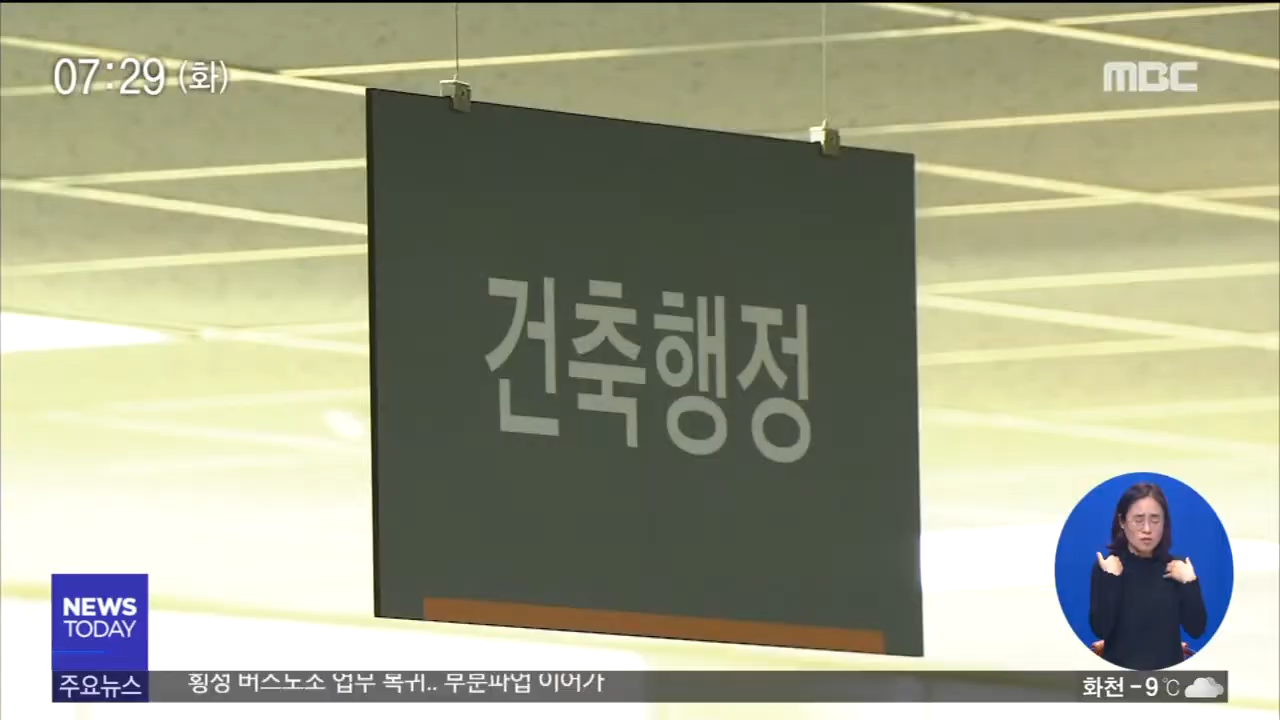 07:29 (화)
MBC
건축행정
NEWS
TODAY
주요뉴스
횡성 버스노조 업무 복귀.. 부분파업 이어가
화천 -9℃